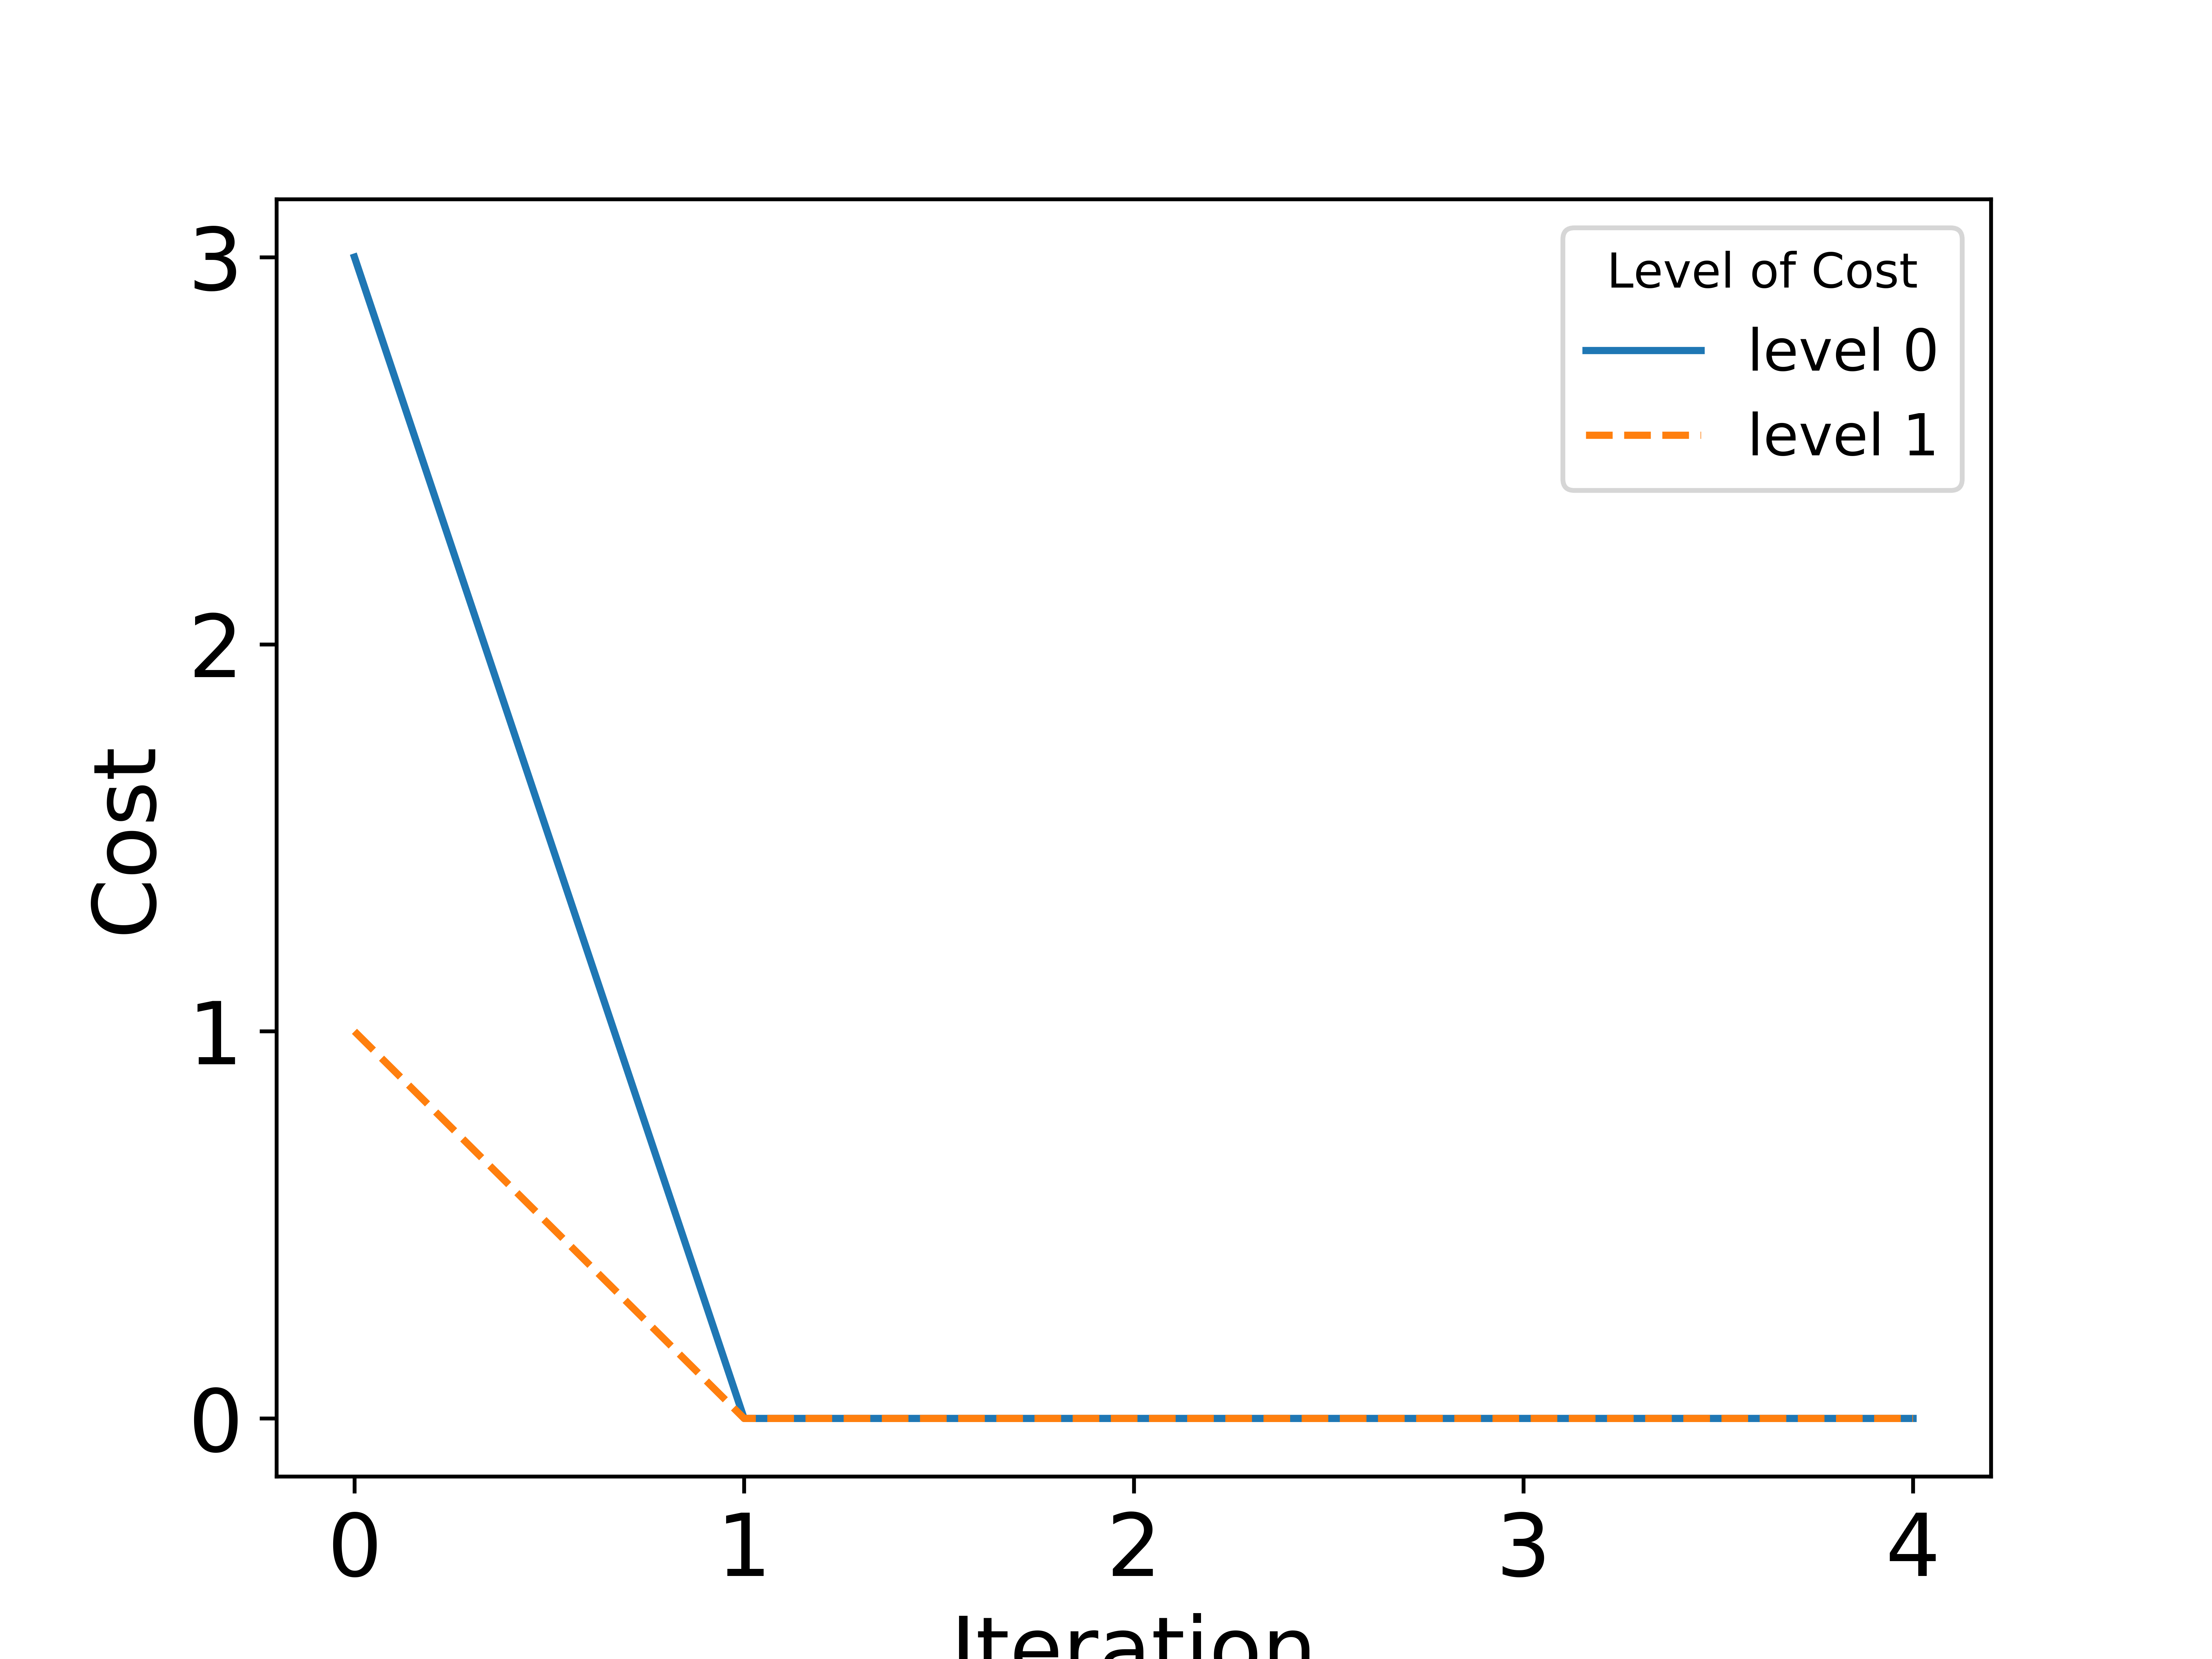 3
2
1
0
Cost
Level of Cost
level 0
level 1
0 1 2 3 4
Iteration